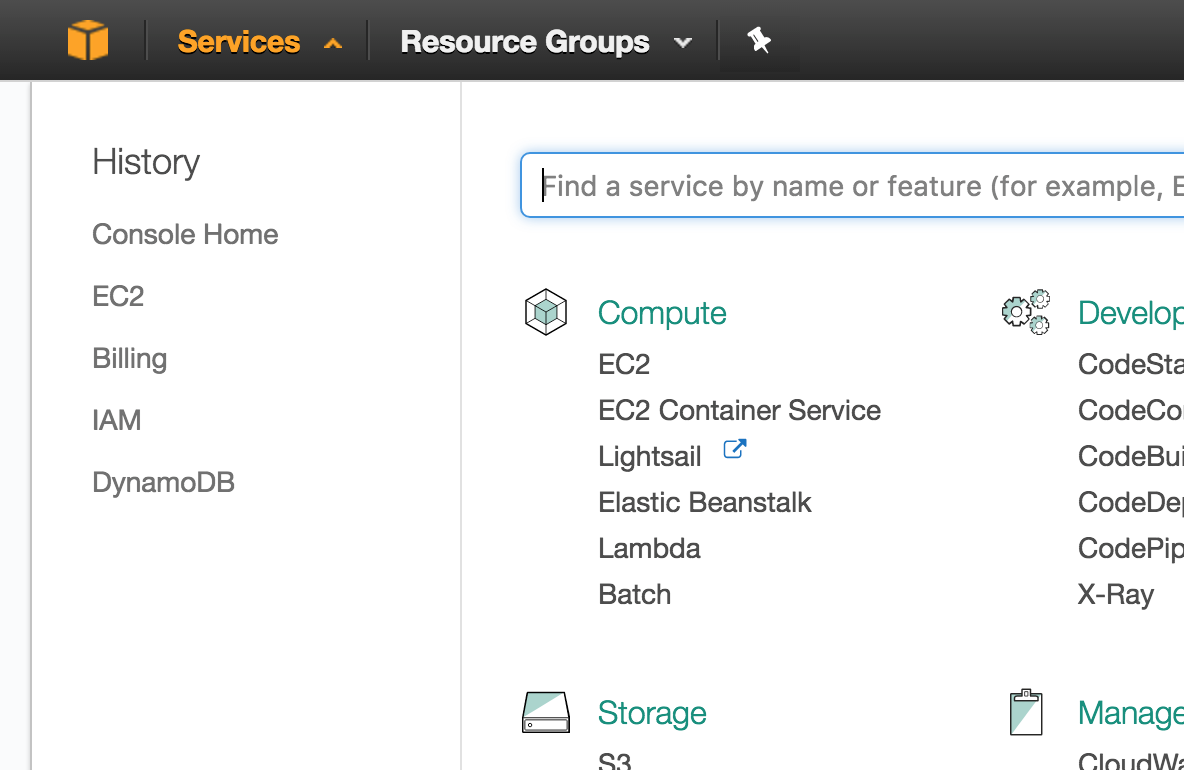 Services
Resource Groups
History
Console Home
EC2
Billing
IAM
DynamoDB
Find a service by name or feature (for example, E
Compute
EC2
EC2 Container Service
Lightsail
Elastic Beanstalk
Lambda
Batch
Develop
CodeSta
CodeCo
CodeBui
CodeDep
CodePip
X-Ray
Storage
S3
Manage
CloudWa